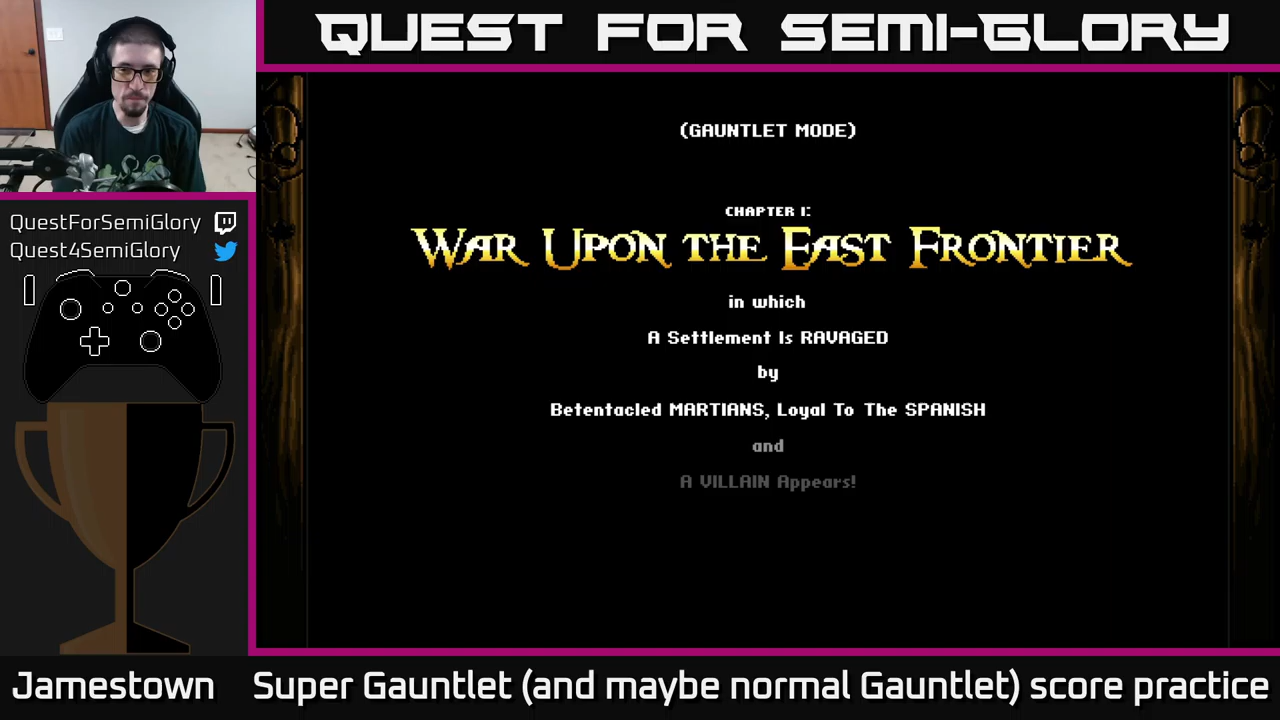 QUEST FOR SEMI-GLORY
QuestForSemiGlory
Quest4SemiGlory
(GAUNTLET MODE)
CHAPTER I:
WAR UPON THE EAST FRONTIER
in which
A Settlement Is RAVAGED
by
Betentacled MARTIANS, Loyal To The SPANISH
and
A VILLAIN Appears!
Jamestown Super Gauntlet (and maybe normal Gauntlet) score practice